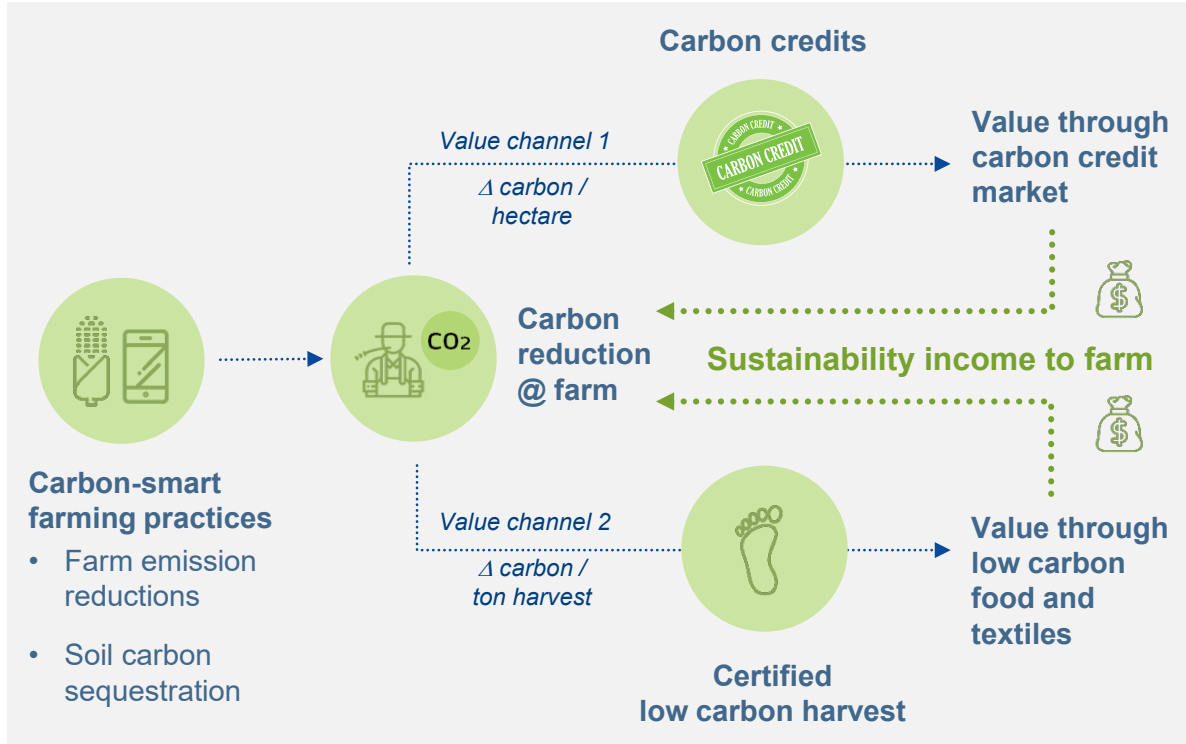 Carbon credits
Value channel 1
Δ carbon /
hectare
CARBON CREDIT
CARBON CREDIT
CARBON CREDIT
Value through
carbon credit
market
$
CO2
Carbon
reduction
@ farm
Sustainability income to farm
$
Carbon-smart
farming practices
• Farm emission
reductions
• Soil carbon
sequestration
Value channel 2
Δ carbon /
ton harvest
Certified
low carbon harvest
Value through
low carbon
food and
textiles